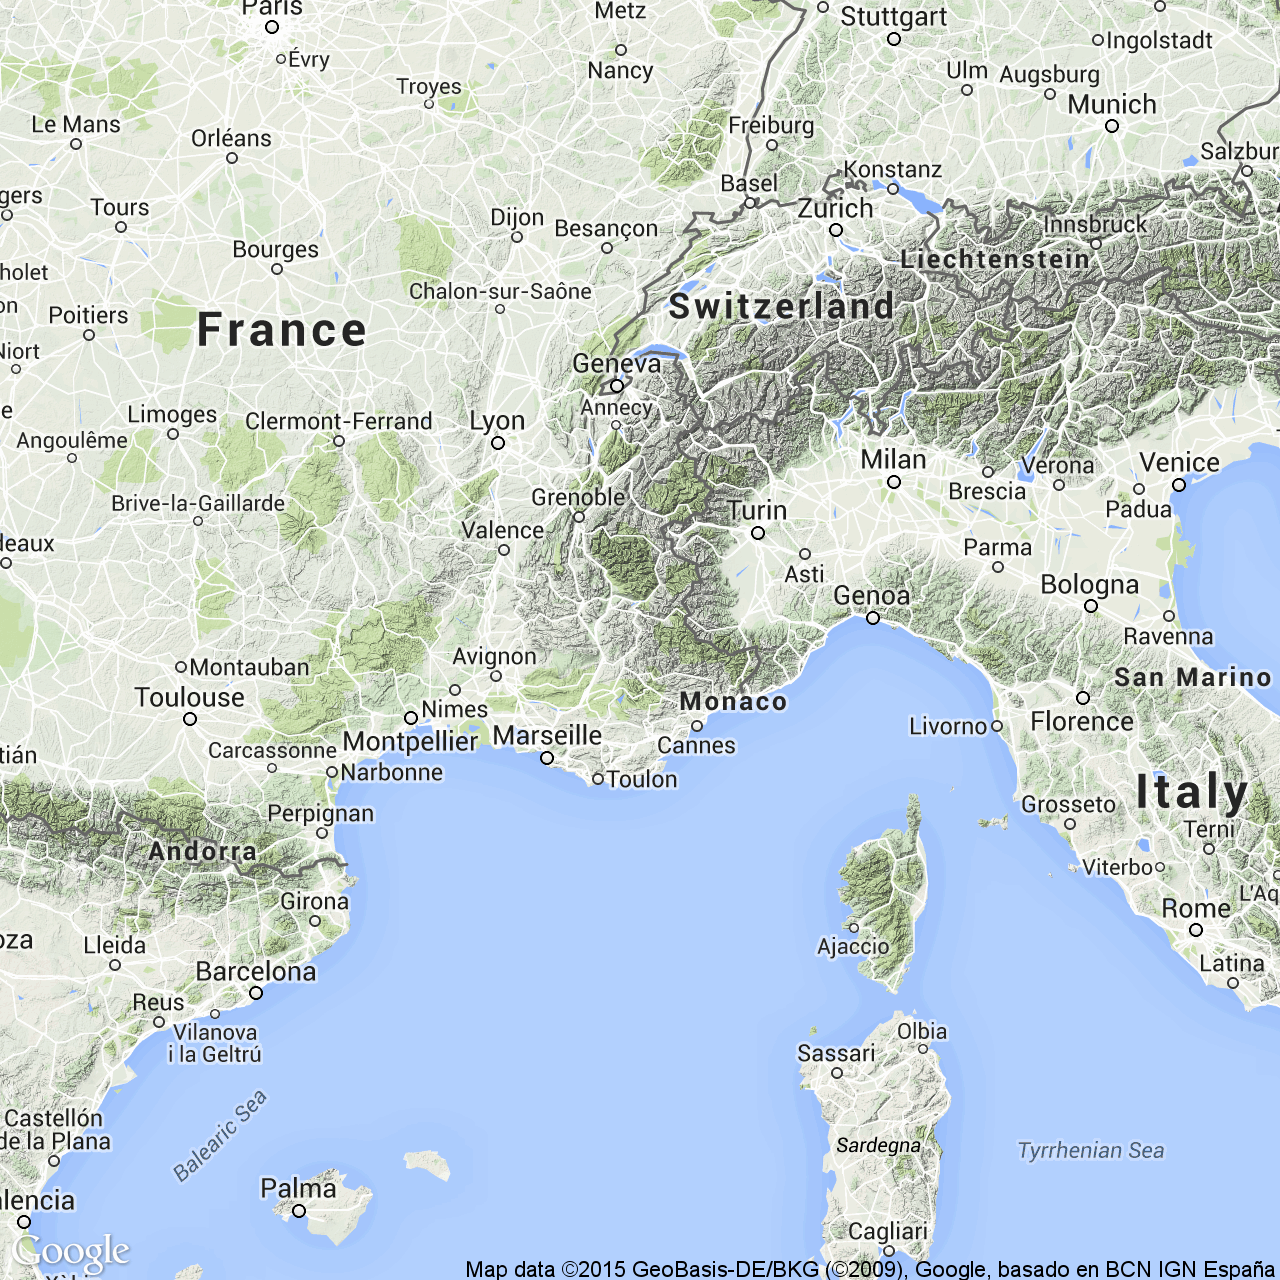 Paris
Metz
Stuttgart
Évry
Nancy
Ingolstadt
Troyes
Ulm
Augsburg
Munich
Le Mans
Orléans
Freiburg
Salzbur
Konstanz
Basel
gers
Tours
Dijon
Besançon
Zurich
Innsbruck
Bourges
Liechtenstein
holet
Chalon-sur-Saône
Switzerland
on
Poitiers
France
Niort
Geneva
e
Limoges
Clermont-Ferrand
Lyon
Annecy
Angoulême
Milan
Verona
Venice
Brescia
Brive-la-Gaillarde
Grenoble
Turin
Padua
Valence
deaux
Parma
Asti
Bologna
Genoa
Ravenna
Avignon
Montauban
San Marino
Toulouse
Monaco
Nimes
Florence
Livorno
Montpellier
Marseille
Cannes
tián
Carcassonne
Narbonne
Toulon
Italy
Perpignan
Grosseto
Terni
Andorra
Viterbo
L'Aq
Girona
Rome
oza
Lleida
Ajaccio
Latina
Barcelona
Reus
Vilanova
i la Geltrú
Olbia
Sassari
Castellón
de la Plana
Balearic Sea
Sardegna
Tyrrhenian Sea
Palma
alencia
Cagliari
Google
Map data ©2015 GeoBasis-DE/BKG (©2009), Google, basado en BCN IGN España